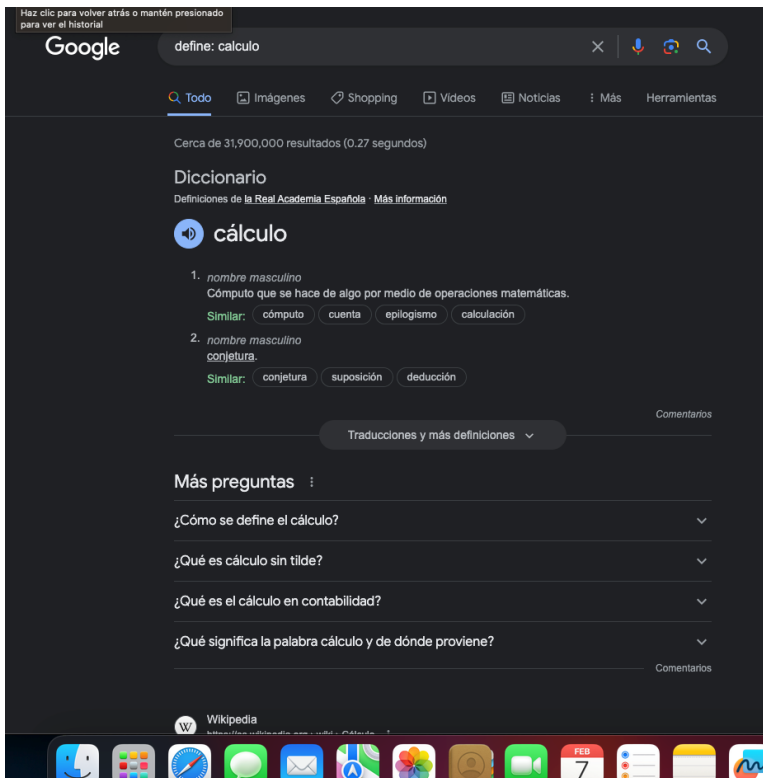 Haz clic para volver atrás o mantén presionado
para ver el historial
Google
define: calculo
Todo Imágenes Shopping Videos Noticias Más Herramientas
Cerca de 31,900,000 resultados (0.27 segundos)
Diccionario
Definiciones de la Real Academia Española · Más información
cálculo
1. nombre masculino
Cómputo que se hace de algo por medio de operaciones matemáticas.
Similar: cómputo cuenta epilogismo calculación
2. nombre masculino
conjetura.
Similar: conjetura suposición deducción
Comentarios
Traducciones y más definiciones
Más preguntas
¿Cómo se define el cálculo?
¿Qué es cálculo sin tilde?
¿Qué es el cálculo en contabilidad?
¿Qué significa la palabra cálculo y de dónde proviene?
Comentarios
W Wikipedia
FEB
7